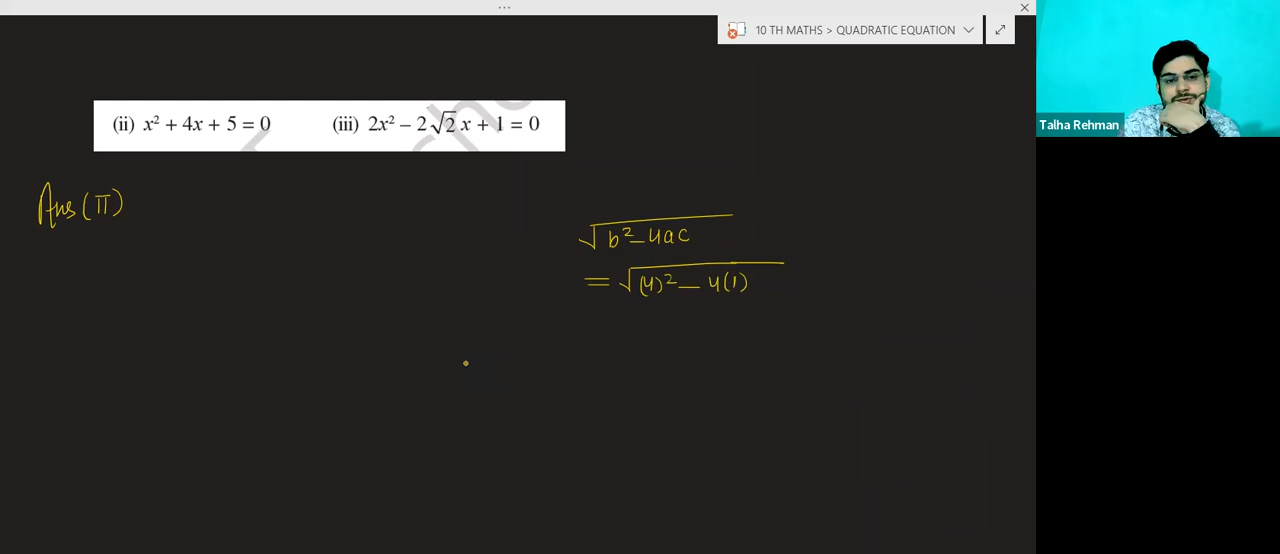 10 TH MATHS > QUADRATIC EQUATION
Talha Rehman
(ii) x² + 4x + 5 = 0 (iii) 2x² – 2√2 x + 1 = 0
Ans (II)
√b² – 4ac
= √(4)² – 4(1)